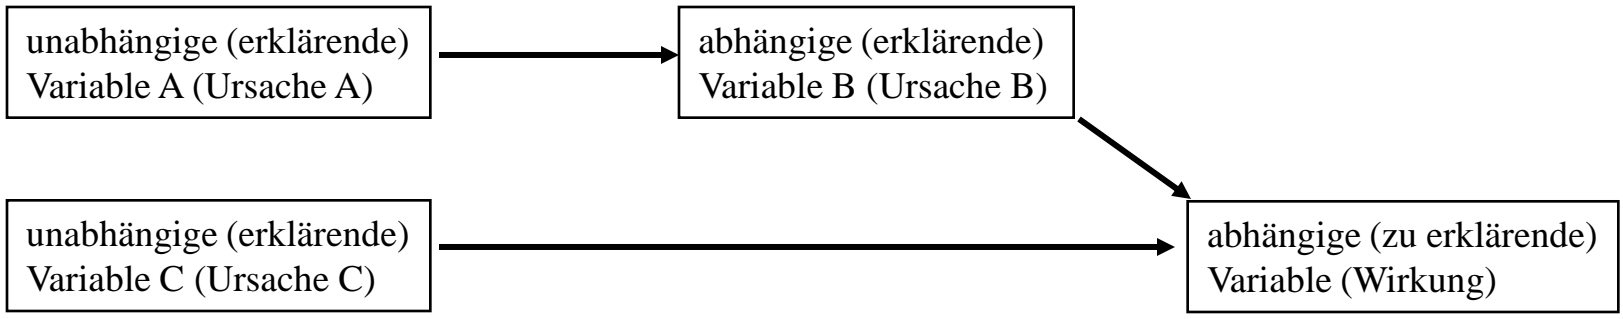 unabhängige (erklärende)
Variable A (Ursache A)
abhängige (erklärende)
Variable B (Ursache B)
unabhängige (erklärende)
Variable C (Ursache C)
abhängige (zu erklärende)
Variable (Wirkung)